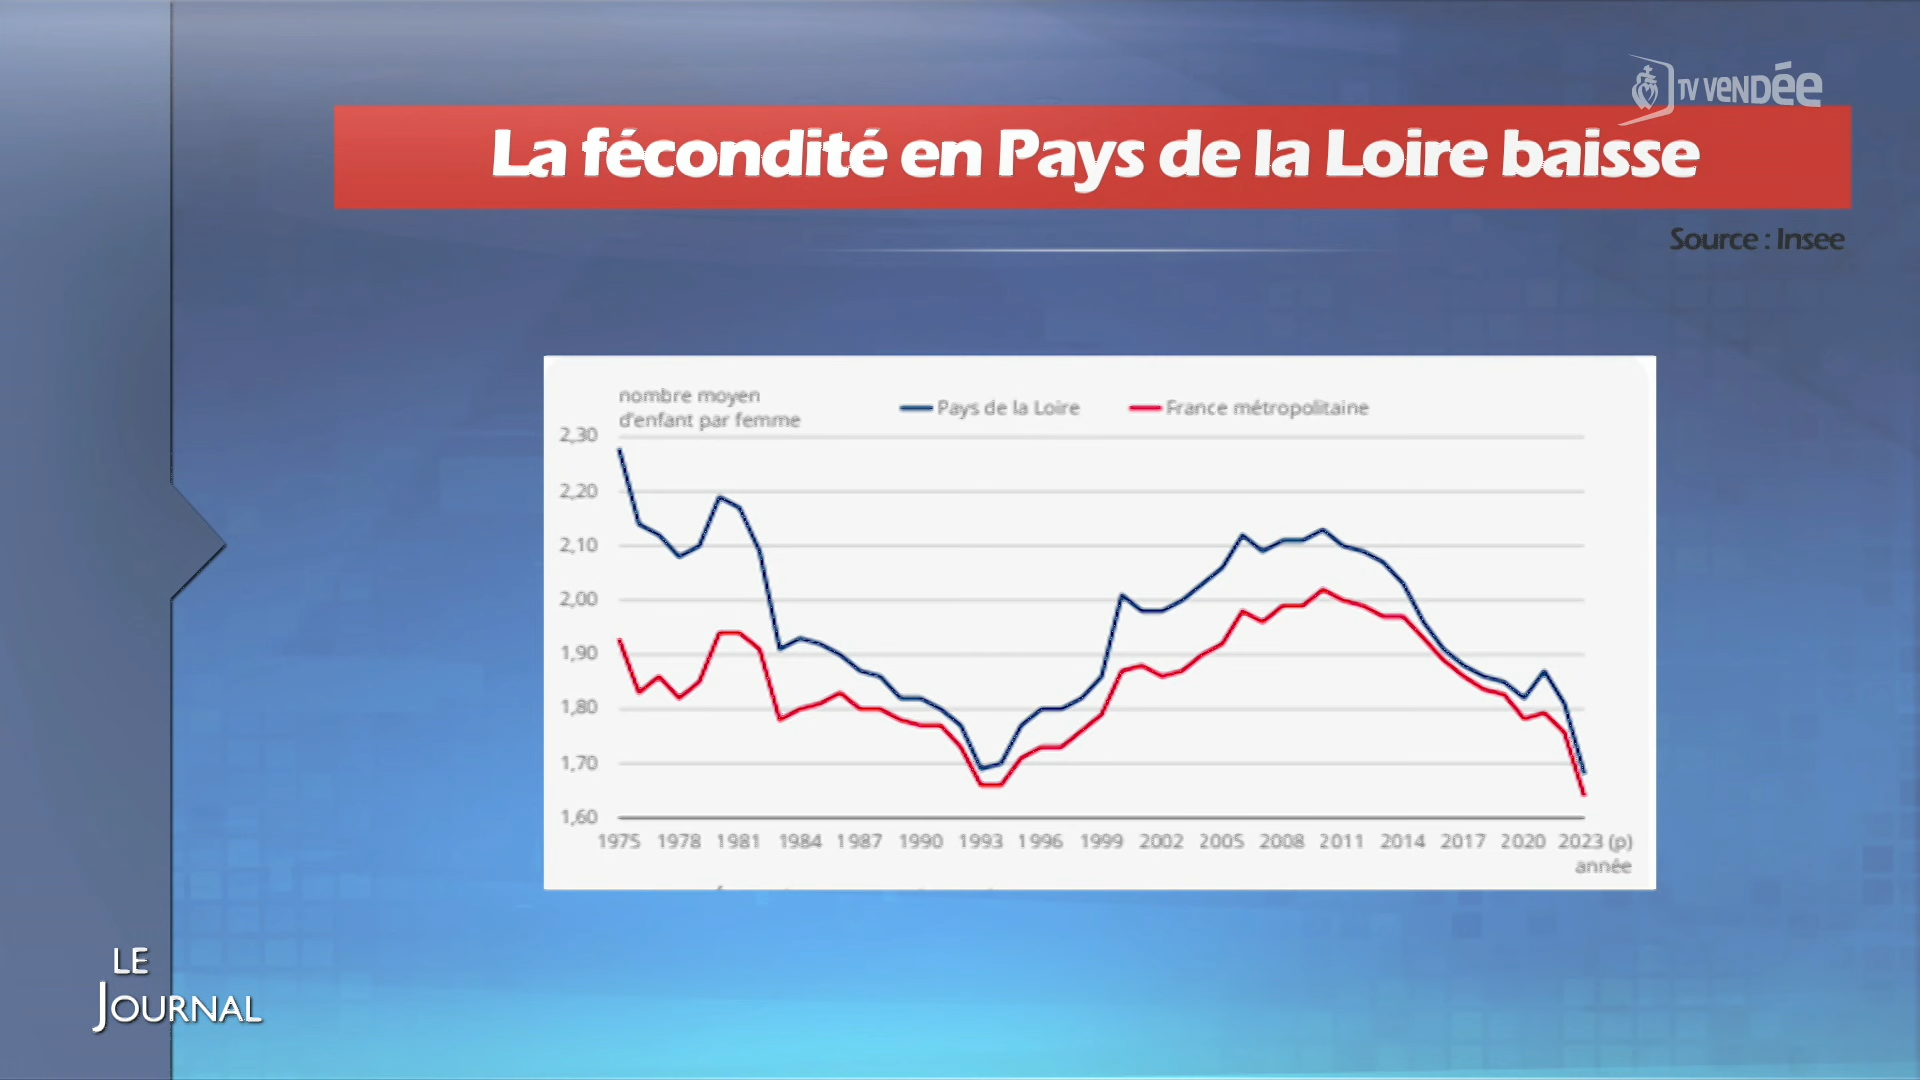 TV VENDÉE
La fécondité en Pays de la Loire baisse
Source : Insee
nombre moyen
d'enfant par femme
Pays de la Loire
France métropolitaine
2,30
2,20
2,10
2,00
1,90
1,80
1,70
1,60
1975 1978 1981 1984 1987 1990 1993 1996 1999 2002 2005 2008 2011 2014 2017 2020 2023 (p)
année
LE
JOURNAL